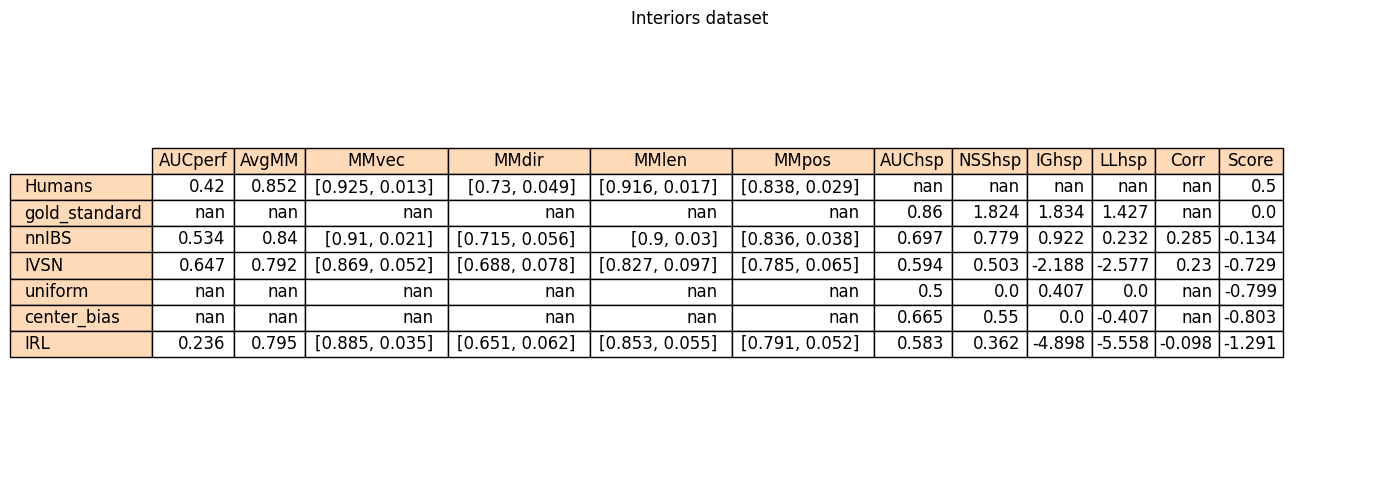 Interiors dataset
AUCperf AvgMM MMvec MMdir MMlen MMpos AUChsp NSShsp IGhsp LLhsp Corr Score
Humans 0.42 0.852 [0.925, 0.013] [0.73, 0.049] [0.916, 0.017] [0.838, 0.029] nan nan nan nan nan 0.5
gold_standard nan nan nan nan nan nan 0.86 1.824 1.834 1.427 nan 0.0
nnIBS 0.534 0.84 [0.91, 0.021] [0.715, 0.056] [0.9, 0.03] [0.836, 0.038] 0.697 0.779 0.922 0.232 0.285 -0.134
IVSN 0.647 0.792 [0.869, 0.052] [0.688, 0.078] [0.827, 0.097] [0.785, 0.065] 0.594 0.503 -2.188 -2.577 0.23 -0.729
uniform nan nan nan nan nan nan 0.5 0.0 0.407 0.0 nan -0.799
center_bias nan nan nan nan nan nan 0.665 0.55 0.0 -0.407 nan -0.803
IRL 0.236 0.795 [0.885, 0.035] [0.651, 0.062] [0.853, 0.055] [0.791, 0.052] 0.583 0.362 -4.898 -5.558 -0.098 -1.291